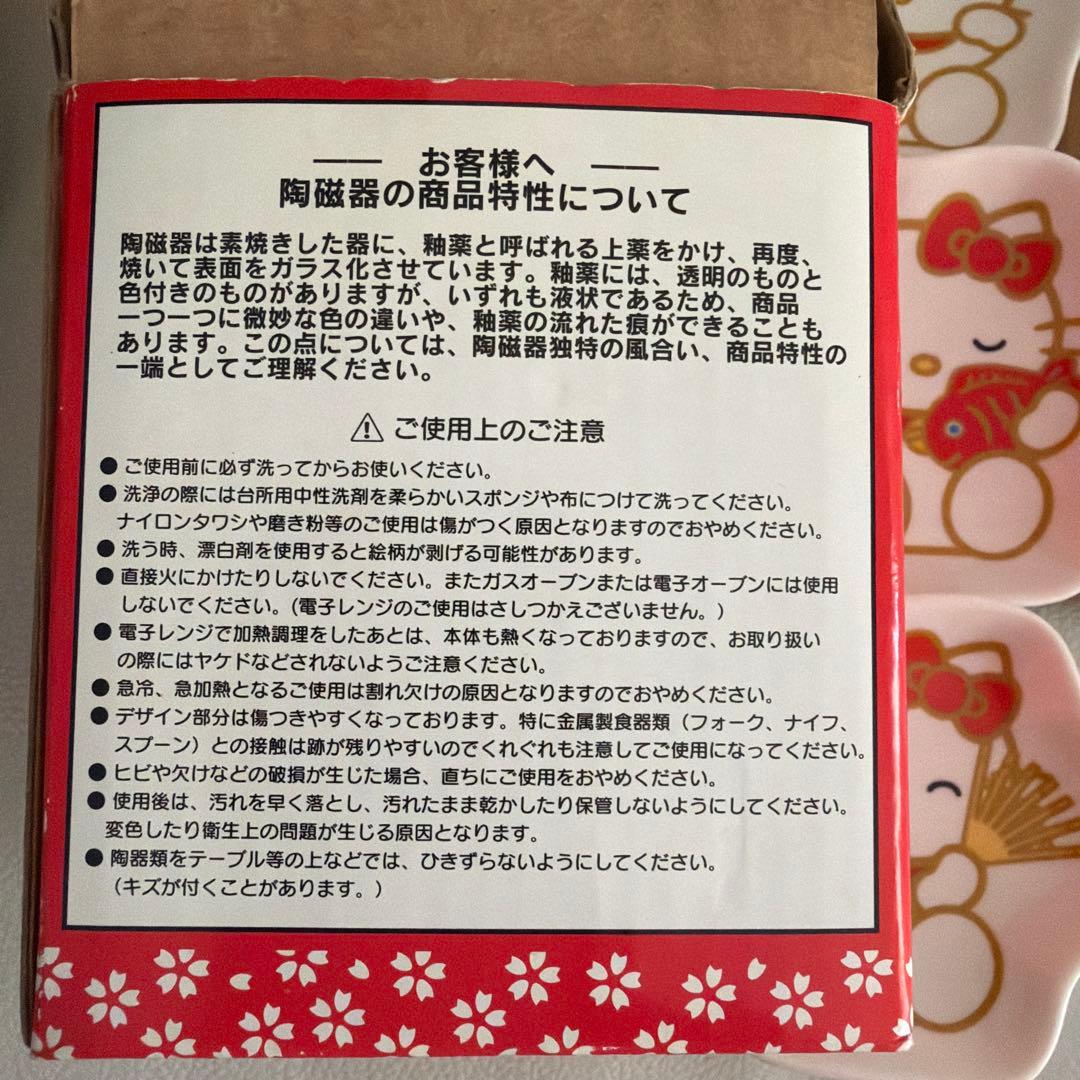 お客様へ
陶磁器の商品特性について
陶磁器は素焼きした器に、釉薬と呼ばれる上薬をかけ、再度、
焼いて表面をガラス化させています。釉薬には、透明のものと
色付きのものがありますが、いずれも液状であるため、商品
一つ一つに微妙な色の違いや、釉薬の流れた痕ができることも
あります。この点については、陶磁器独特の風合い、商品特性の
一端としてご理解ください。
⚠ ご使用上のご注意
● ご使用前に必ず洗ってからお使いください。
● 洗浄の際には台所用中性洗剤を柔らかいスポンジや布につけて洗ってください。
ナイロンタワシや磨き粉等のご使用は傷がつく原因となりますのでおやめください。
● 洗う時、漂白剤を使用すると絵柄が剥げる可能性があります。
● 直接火にかけたりしないでください。またガスオーブンまたは電子オーブンには使用
しないでください。(電子レンジのご使用はさしつかえございません。)
● 電子レンジで加熱調理をしたあとは、本体も熱くなっておりますので、お取り扱い
の際にはヤケドなどされないようご注意ください。
● 急冷、急加熱となるご使用は割れ欠けの原因となりますのでおやめください。
● デザイン部分は傷つきやすくなっております。特に金属製食器類（フォーク、ナイフ、
スプーン）との接触は跡が残りやすいのでくれぐれも注意してご使用になってください。
● ヒビや欠けなどの破損が生じた場合、直ちにご使用をおやめください。
● 使用後は、汚れを早く落とし、汚れたまま乾かしたり保管しないようにしてください。
変色したり衛生上の問題が生じる原因となります。
● 陶器類をテーブル等の上などでは、ひきずらないようにしてください。
（キズが付くことがあります。）